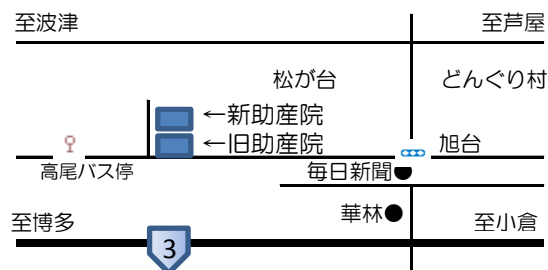 至波津 至芦屋
松が台 どんぐり村
←新助産院
←旧助産院 旭台
高尾バス停 毎日新聞●
華林●
至博多 至小倉
3